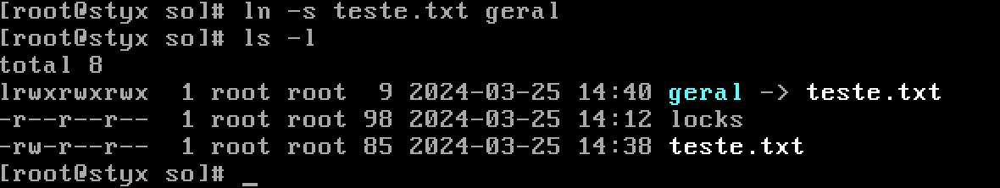 [root@styx so]# ln -s teste.txt geral
[root@styx so]# ls -l
total 8
lrwxrwxrwx  1 root root  9 2024-03-25 14:40 geral -> teste.txt
-r--r--r--  1 root root 98 2024-03-25 14:12 locks
-rw-r--r--  1 root root 85 2024-03-25 14:38 teste.txt
[root@styx so]# _